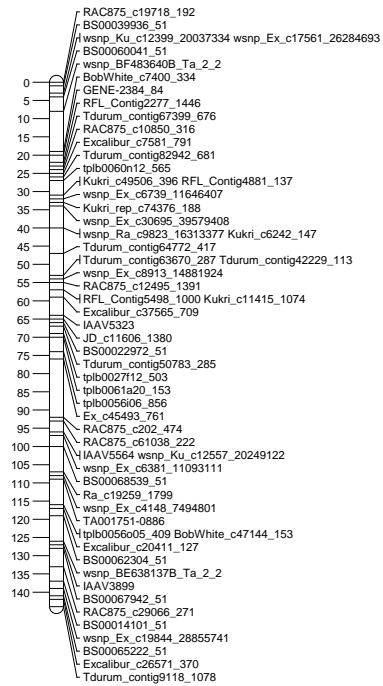 RAC875_c19718_192
BS00039936_51
wsnp_Ku_c12399_20037334 wsnp_Ex_c17561_26284693
BS00060041_51
wsnp_BF483640B_Ta_2_2
0 BobWhite_c7400_334
GENE-2384_84
5 RFL_Contig2277_1446
10 Tdurum_contig67399_676
RAC875_c10850_316
15 Excalibur_c7581_791
20 Tdurum_contig82942_681
tplb0060n12_565
25 Kukri_c49506_396 RFL_Contig4881_137
30 wsnp_Ex_c6739_11646407
Kukri_rep_c74376_188
35 wsnp_Ex_c30695_39579408
40 wsnp_Ra_c9823_16313377 Kukri_c6242_147
45 Tdurum_contig64772_417
Tdurum_contig63670_287 Tdurum_contig42229_113
50 wsnp_Ex_c8913_14881924
55 RAC875_c12495_1391
RFL_Contig5498_1000 Kukri_c11415_1074
60 Excalibur_c37565_709
65 IAAV5323
JD_c11606_1380
70 BS00022972_51
75 Tdurum_contig50783_285
tplb0027f12_503
80 tplb0061a20_153
85 tplb0056i06_856
90 Ex_c45493_761
RAC875_c202_474
95 RAC875_c61038_222
100 IAAV5564 wsnp_Ku_c12557_20249122
wsnp_Ex_c6381_11093111
105 BS00068539_51
110 Ra_c19259_1799
wsnp_Ex_c4148_7494801
115 TA001751-0886
120 tplb0056o05_409 BobWhite_c47144_153
125 Excalibur_c20411_127
BS00062304_51
130 wsnp_BE638137B_Ta_2_2
135 IAAV3899
BS00067942_51
140 RAC875_c29066_271
BS00014101_51
wsnp_Ex_c19844_28855741
BS00065222_51
Excalibur_c26571_370
Tdurum_contig9118_1078